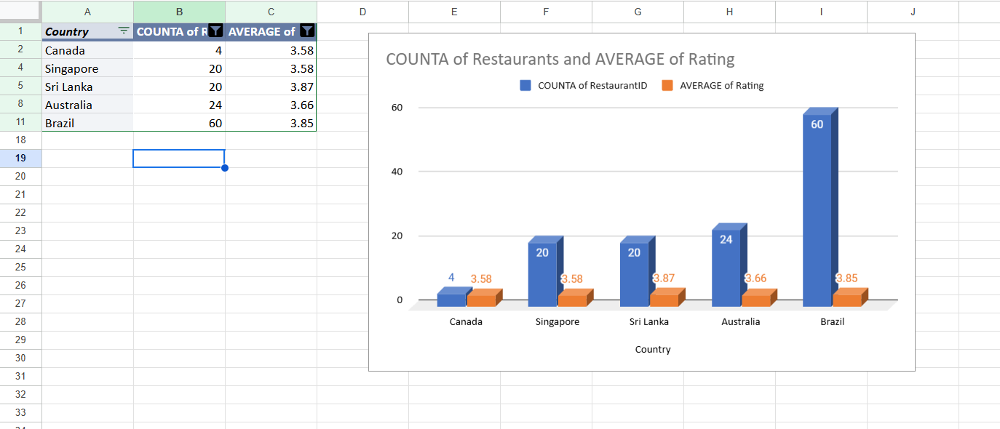 A B C D E F G H I J
1 Country COUNTA of R AVERAGE of
2 Canada 4 3.58
4 Singapore 20 3.58
5 Sri Lanka 20 3.87
8 Australia 24 3.66
11 Brazil 60 3.85
18
19
20
21
22
23
24
25
26
27
28
29
30
31
32
33
34
COUNTA of Restaurants and AVERAGE of Rating
COUNTA of RestaurantID AVERAGE of Rating
60
40
20
0
4 3.58 20 3.58 20 3.87 24 3.66 60 3.85
Canada Singapore Sri Lanka Australia Brazil
Country